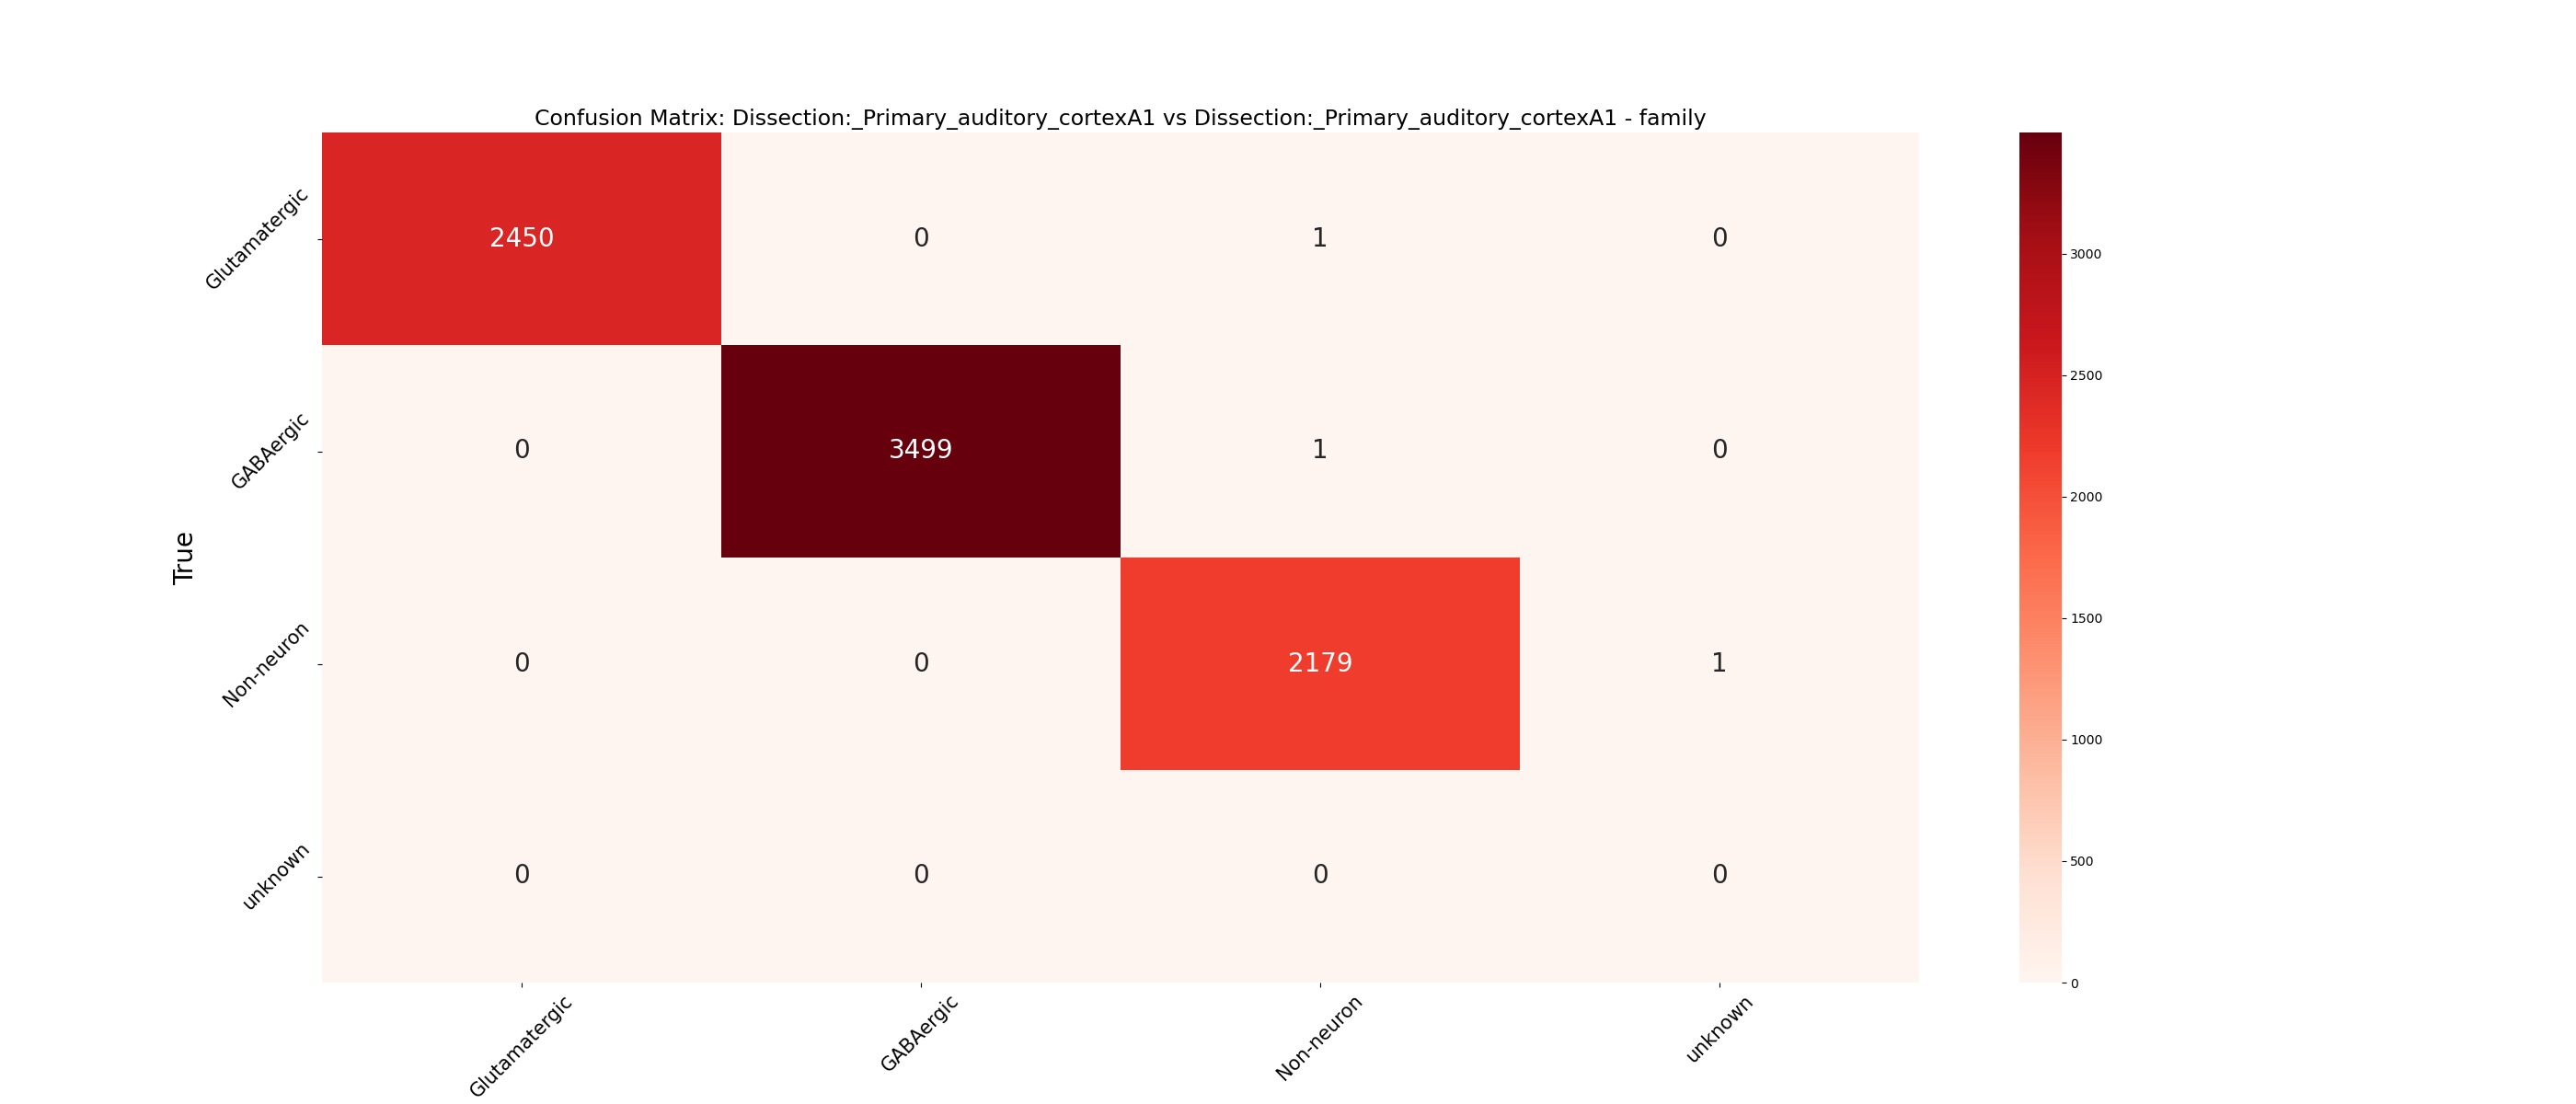 Confusion Matrix: Dissection:_Primary_auditory_cortexA1 vs Dissection:_Primary_auditory_cortexA1 - family
True
Glutamatergic
2450 0 1 0
GABAergic
0 3499 1 0
Non-neuron
0 0 2179 1
unknown
0 0 0 0
Glutamatergic
GABAergic
Non-neuron
unknown
3000
2500
2000
1500
1000
500
0